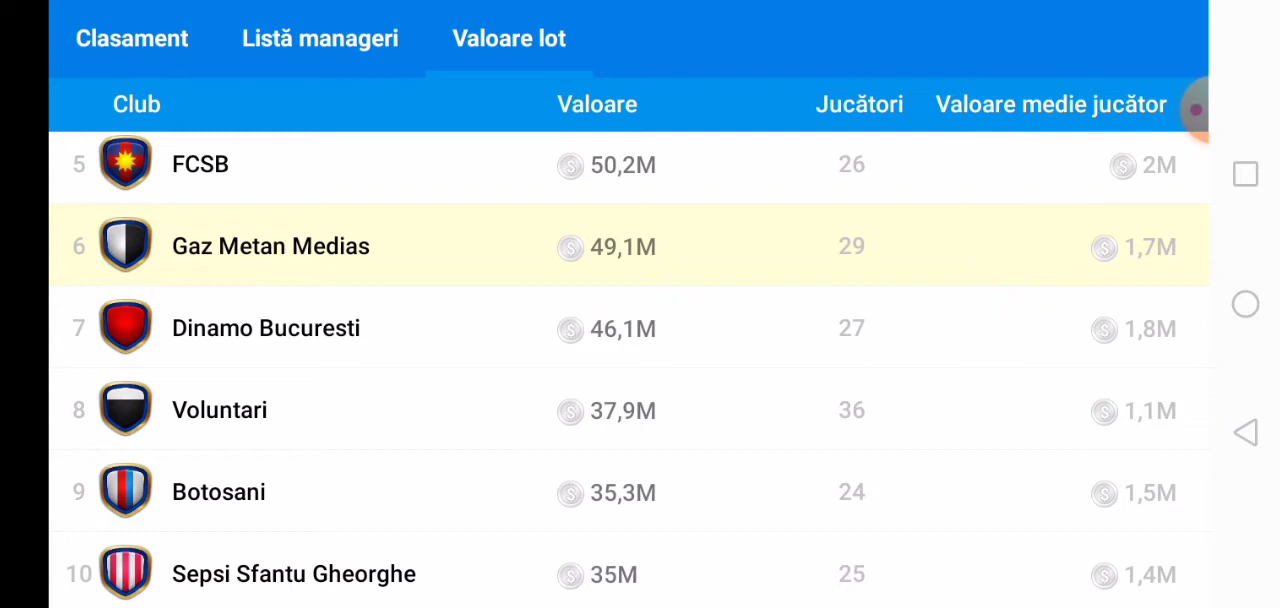 Clasament Listă manageri Valoare lot
Club Valoare Jucători Valoare medie jucător
5 FCSB 50,2M 26 2M
6 Gaz Metan Medias 49,1M 29 1,7M
7 Dinamo Bucuresti 46,1M 27 1,8M
8 Voluntari 37,9M 36 1,1M
9 Botosani 35,3M 24 1,5M
10 Sepsi Sfantu Gheorghe 35M 25 1,4M